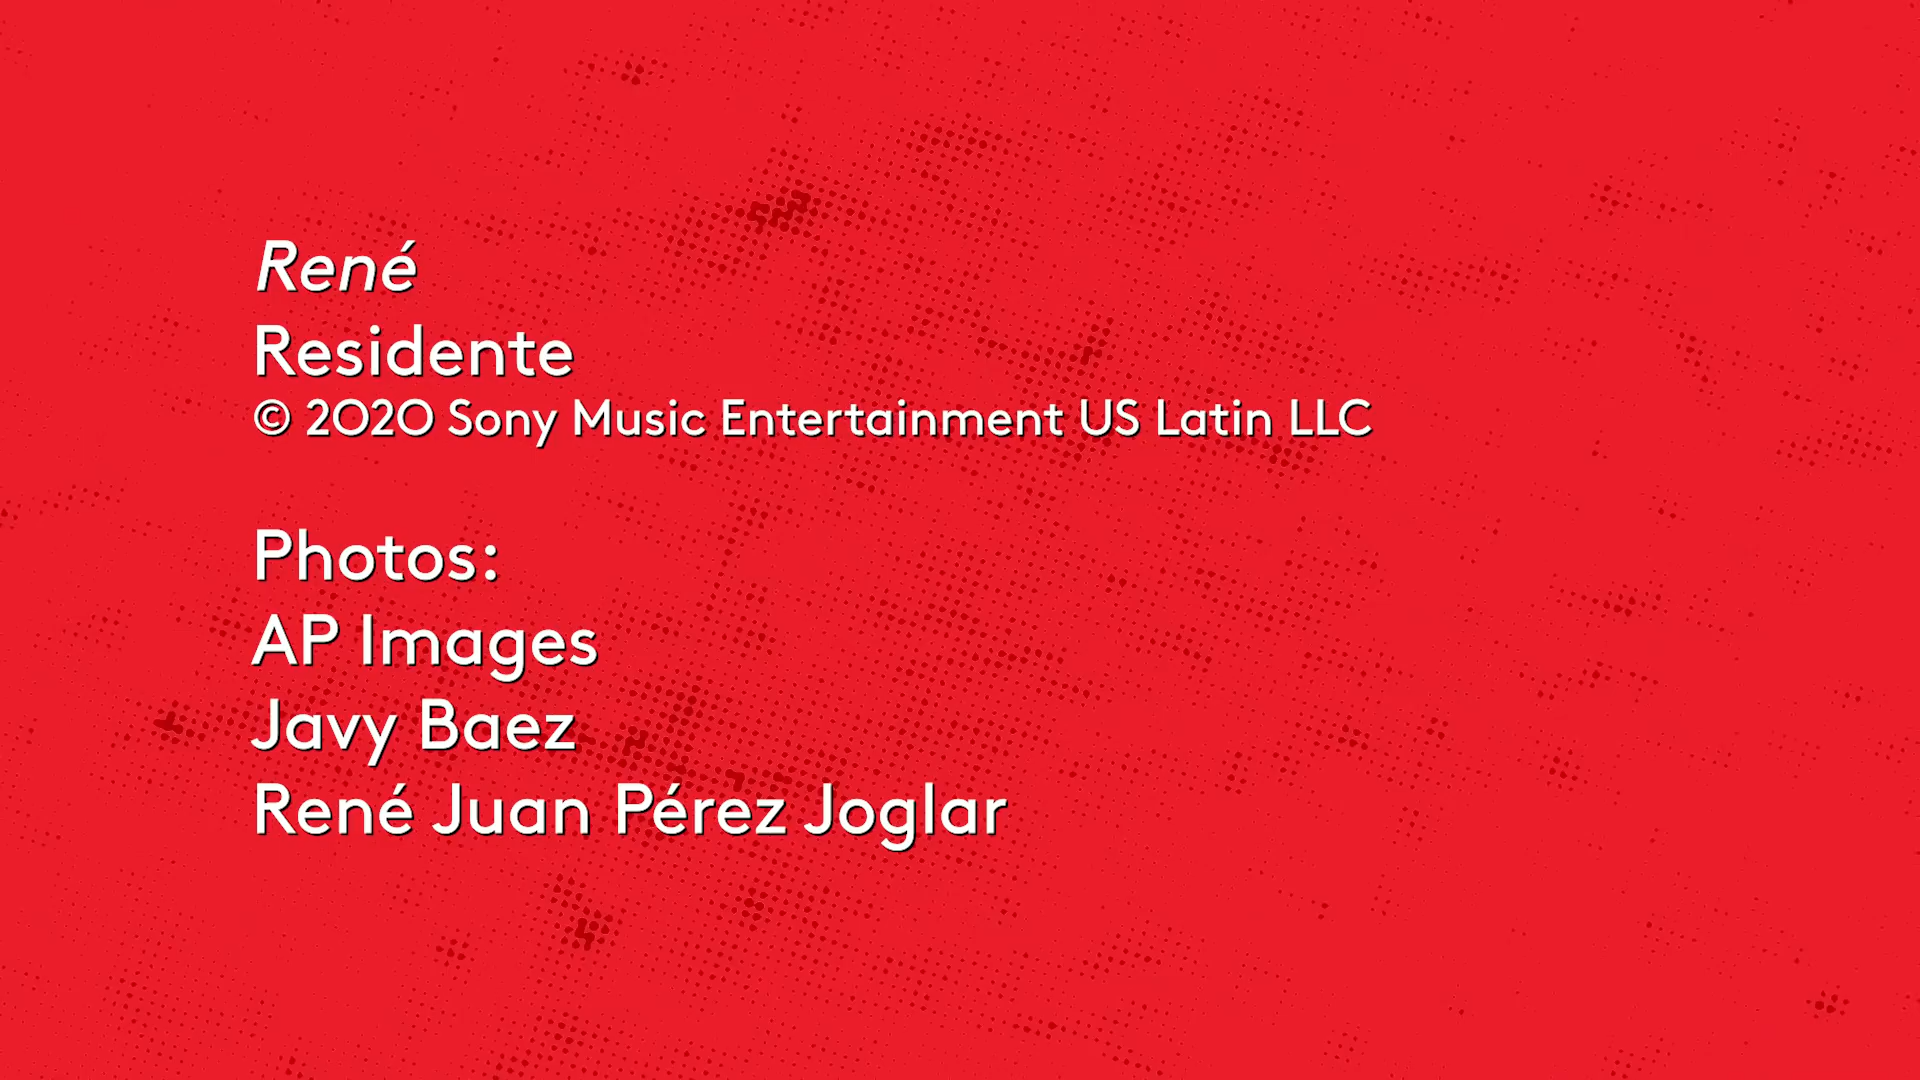 René
Residente
© 2020 Sony Music Entertainment US Latin LLC
Photos:
AP Images
Javy Baez
René Juan Pérez Joglar